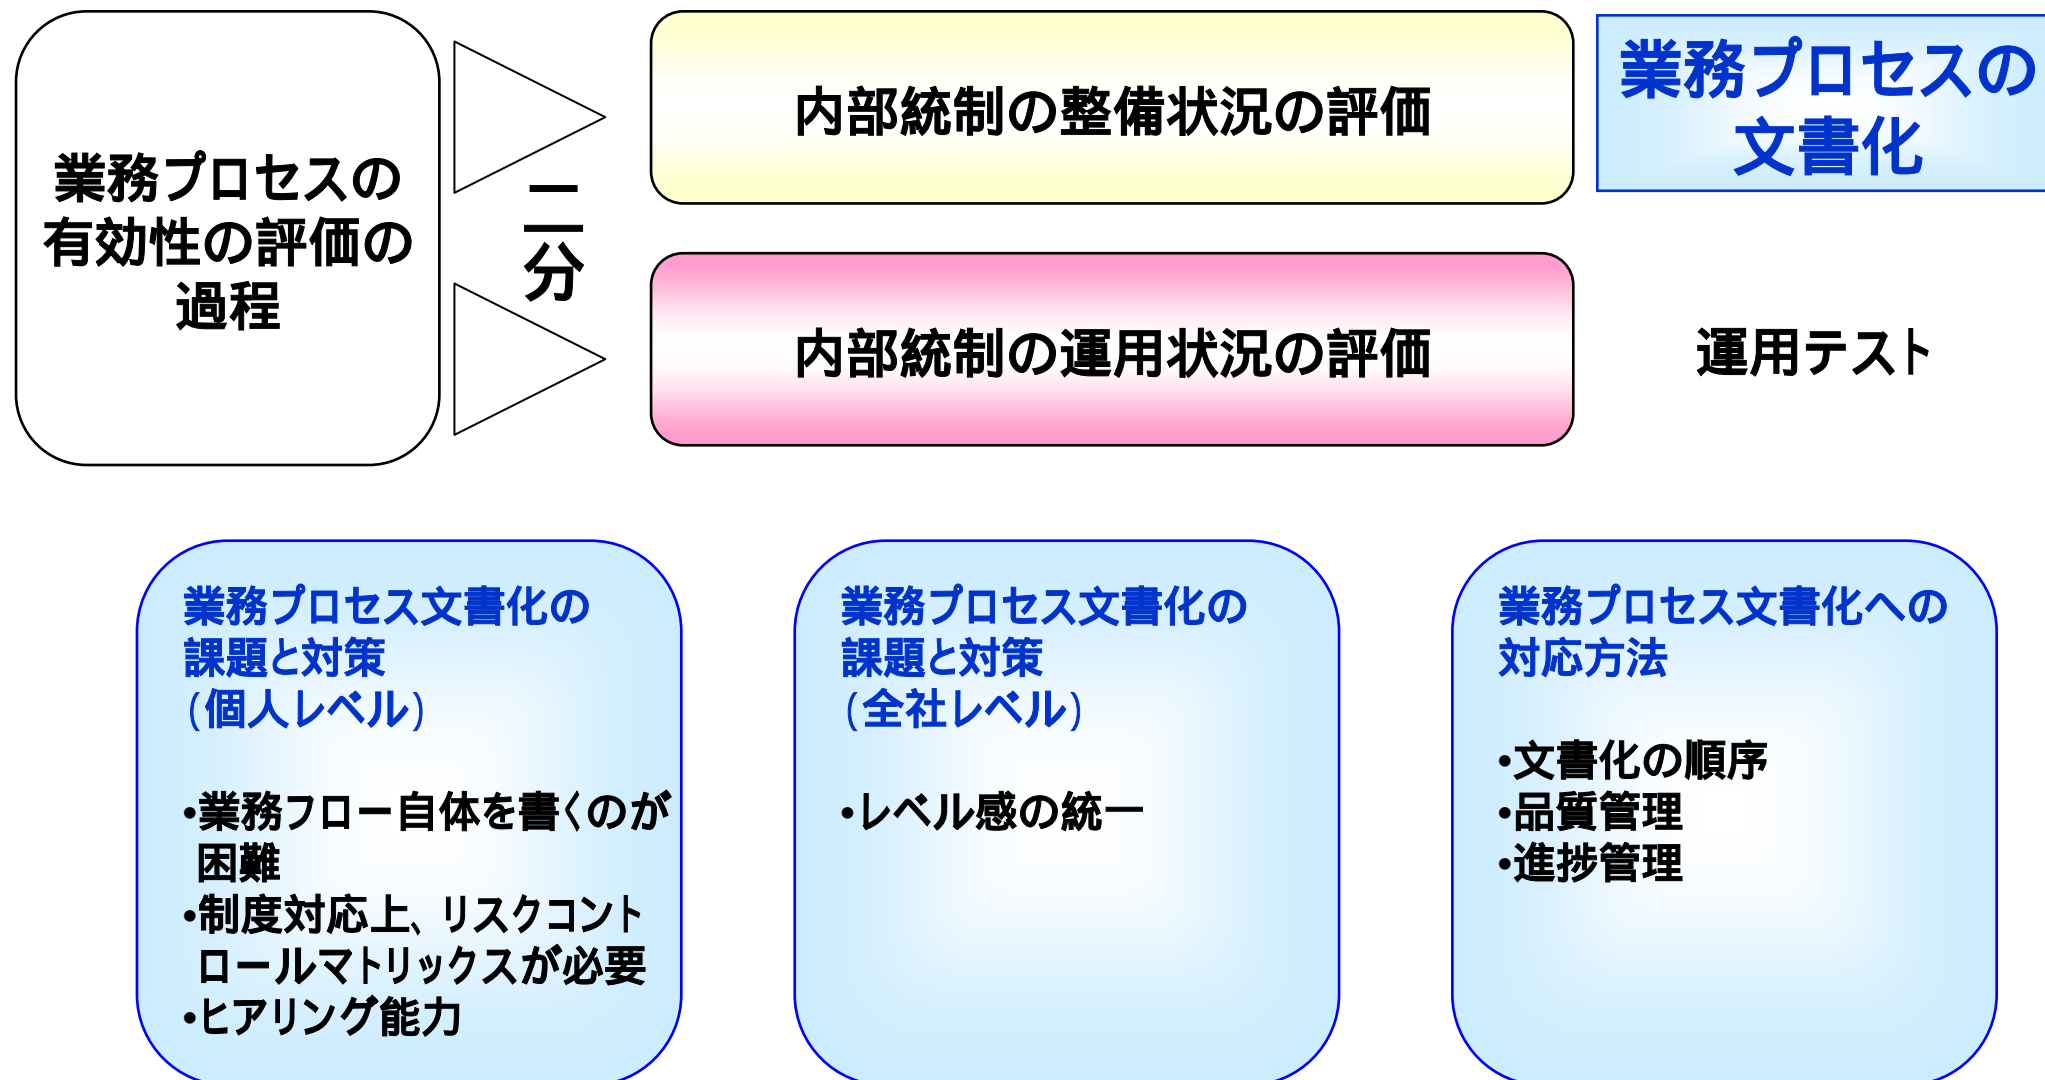 業務プロセスの
有効性の評価の
過程
二
分
内部統制の整備状況の評価
業務プロセスの
文書化
内部統制の運用状況の評価
運用テスト
業務プロセス文書化の
課題と対策
(個人レベル)
•業務フロー自体を書くのが
困難
•制度対応上、リスクコント
ロールマトリックスが必要
•ヒアリング能力
業務プロセス文書化の
課題と対策
(全社レベル)
•レベル感の統一
業務プロセス文書化への
対応方法
•文書化の順序
•品質管理
•進捗管理